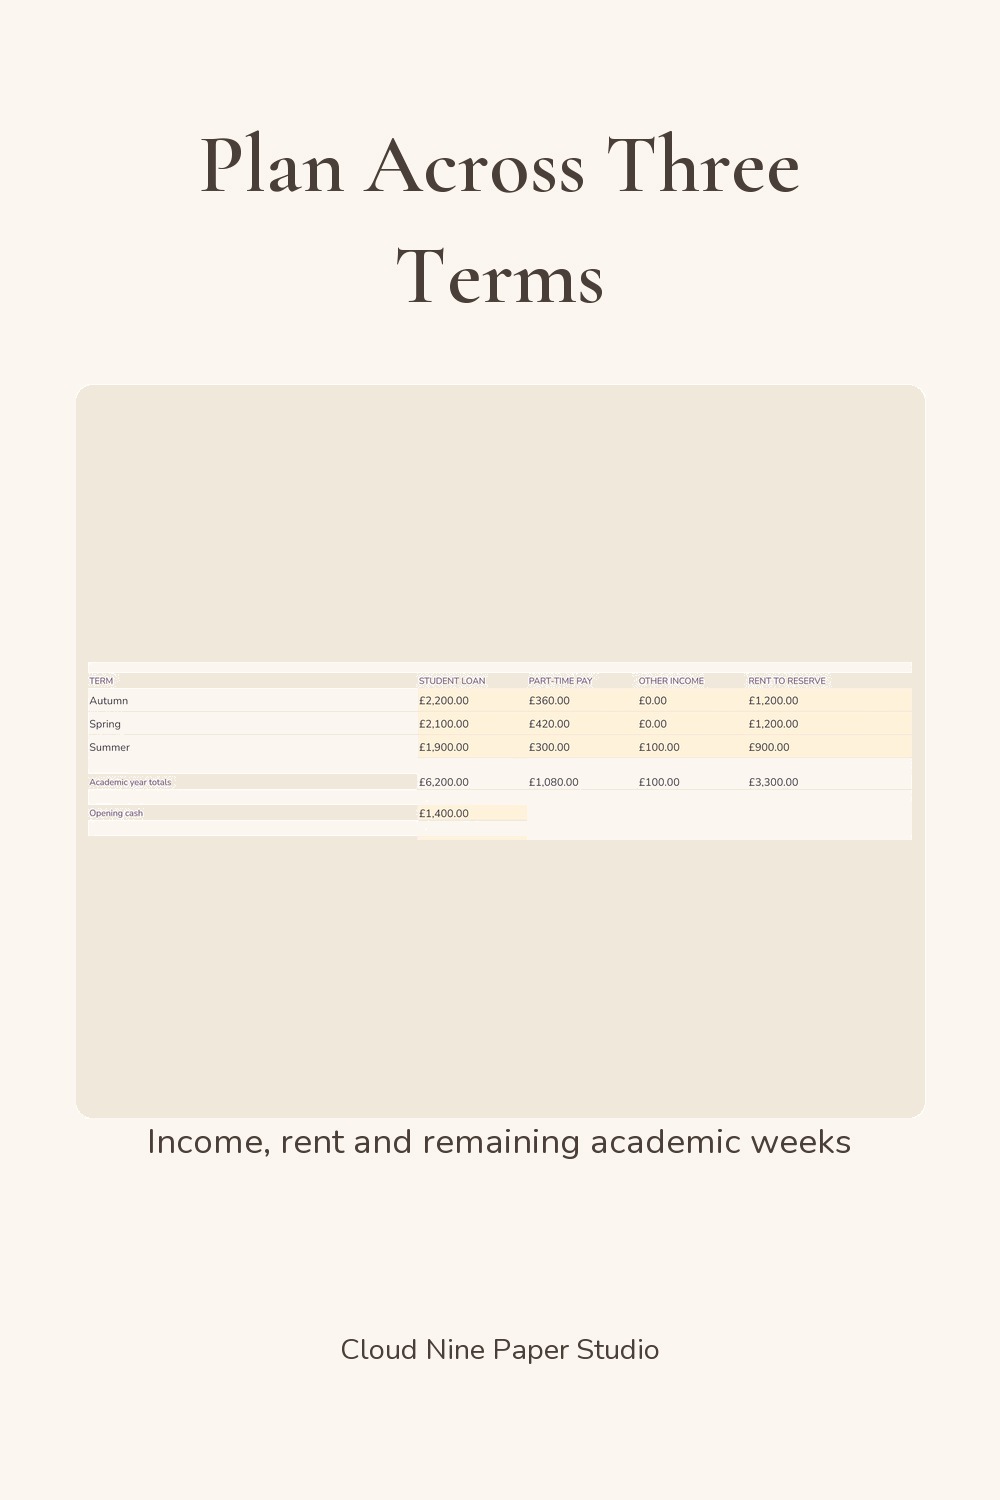 Plan Across Three
Terms
TERM STUDENT LOAN PART-TIME PAY OTHER INCOME RENT TO RESERVE
Autumn £2,200.00 £360.00 £0.00 £1,200.00
Spring £2,100.00 £420.00 £0.00 £1,200.00
Summer £1,900.00 £300.00 £100.00 £900.00
Academic year totals £6,200.00 £1,080.00 £100.00 £3,300.00
Opening cash £1,400.00
Income, rent and remaining academic weeks
Cloud Nine Paper Studio